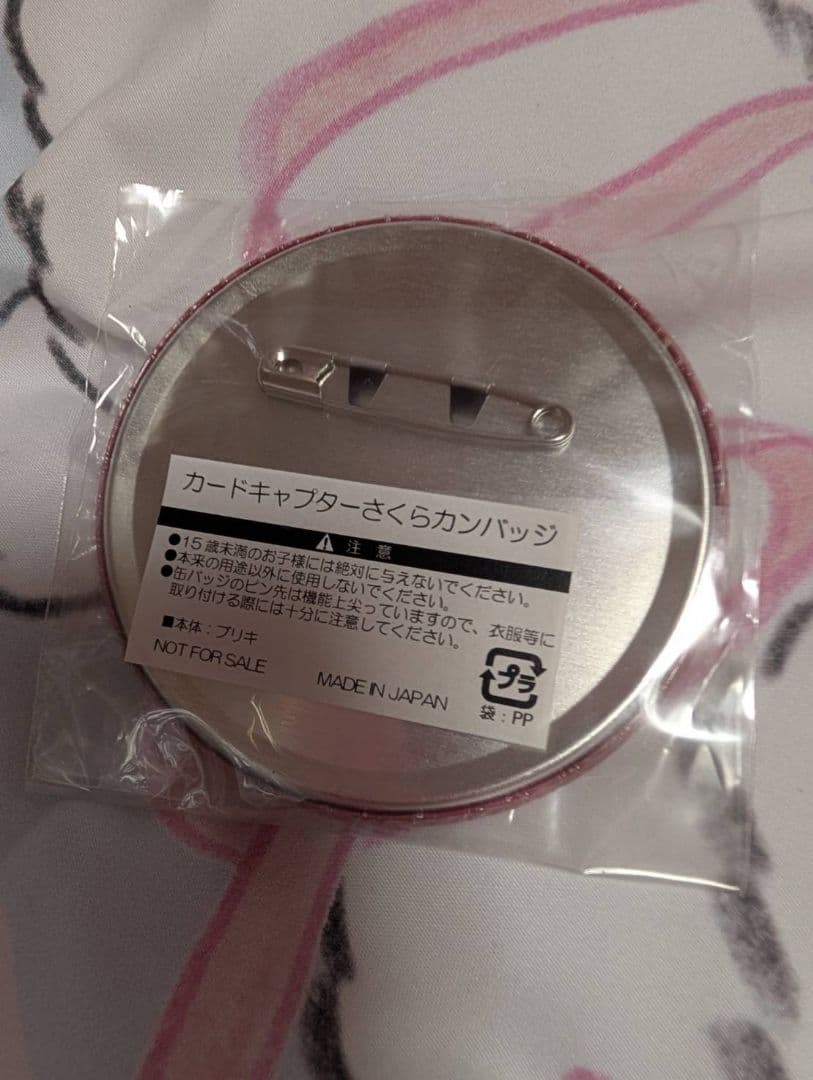 カードキャプターさくらカンバッジ
⚠ 注 意
●15歳未満のお子様には絶対に与えないでください。
●本来の用途以外に使用しないでください。
●缶バッジのピン先は機能上尖っていますので、衣服等に
取り付ける際には十分に注意してください。
■本体：ブリキ
NOT FOR SALE
MADE IN JAPAN
プラ
袋：PP